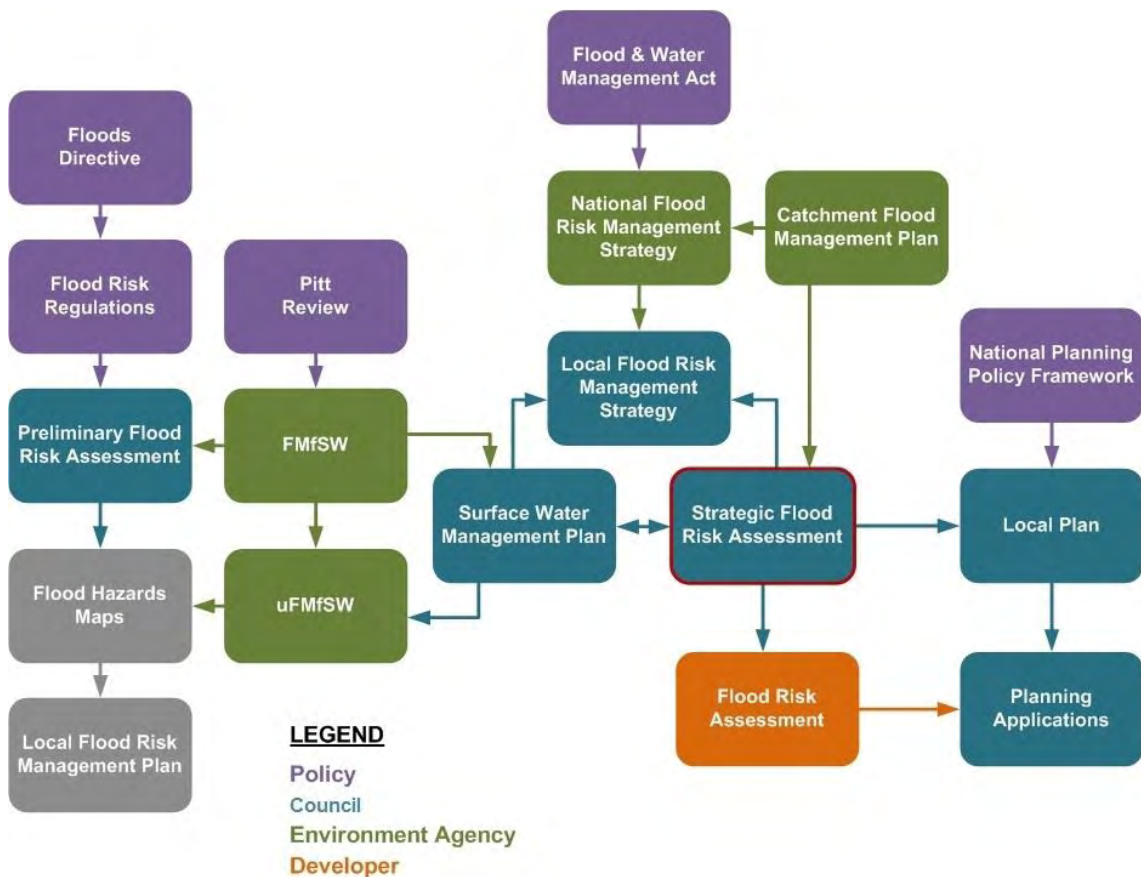 Flood & Water
Management Act
Floods
Directive
National Flood
Risk Management
Strategy
Catchment Flood
Management Plan
Flood Risk
Regulations
Pitt
Review
Local Flood Risk
Management
Strategy
National Planning
Policy Framework
Preliminary Flood
Risk Assessment
FMfSW
Surface Water
Management Plan
Strategic Flood
Risk Assessment
Local Plan
Flood Hazards
Maps
uFMfSW
Flood Risk
Assessment
Planning
Applications
Local Flood Risk
Management Plan
LEGEND
Policy
Council
Environment Agency
Developer